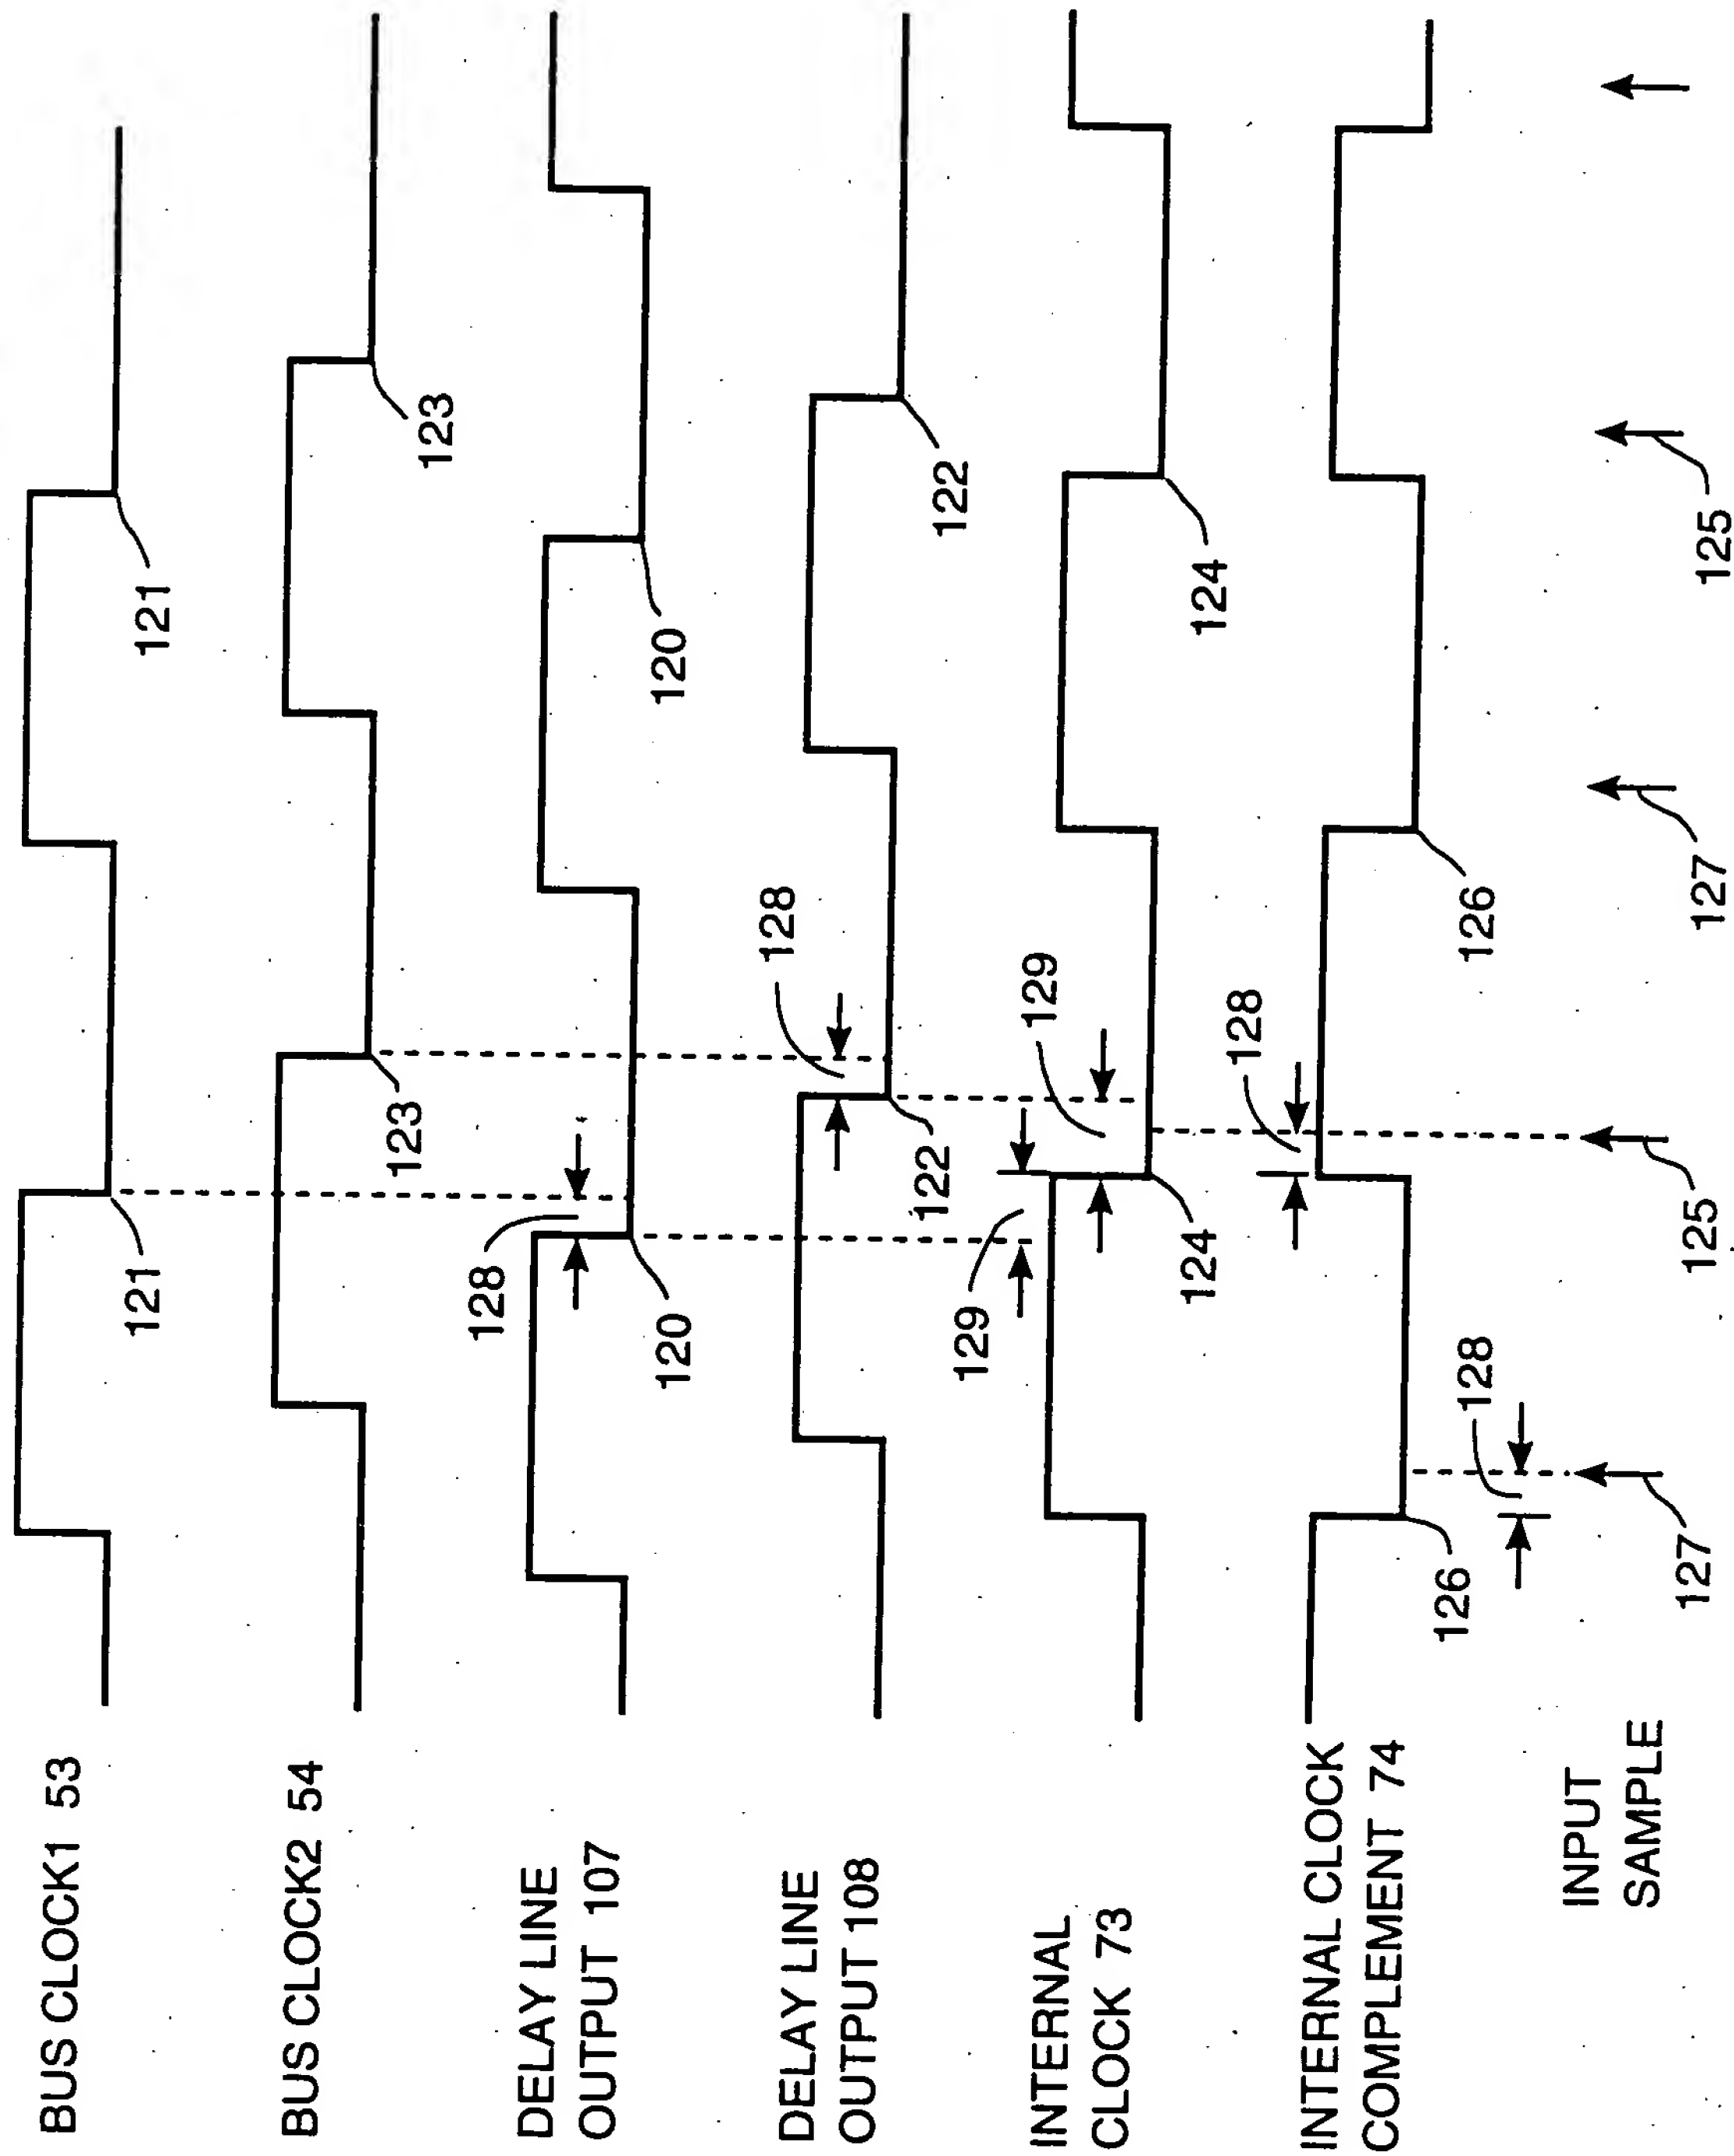 BUS CLOCK1 53
121
121
BUS CLOCK2 54
123
123
DELAY LINE
OUTPUT 107
128
120
120
DELAY LINE
OUTPUT 108
128
122
122
INTERNAL
CLOCK 73
129
129
124
124
INTERNAL CLOCK
COMPLEMENT 74
128
126
126
128
INPUT
SAMPLE
127
125
127
125